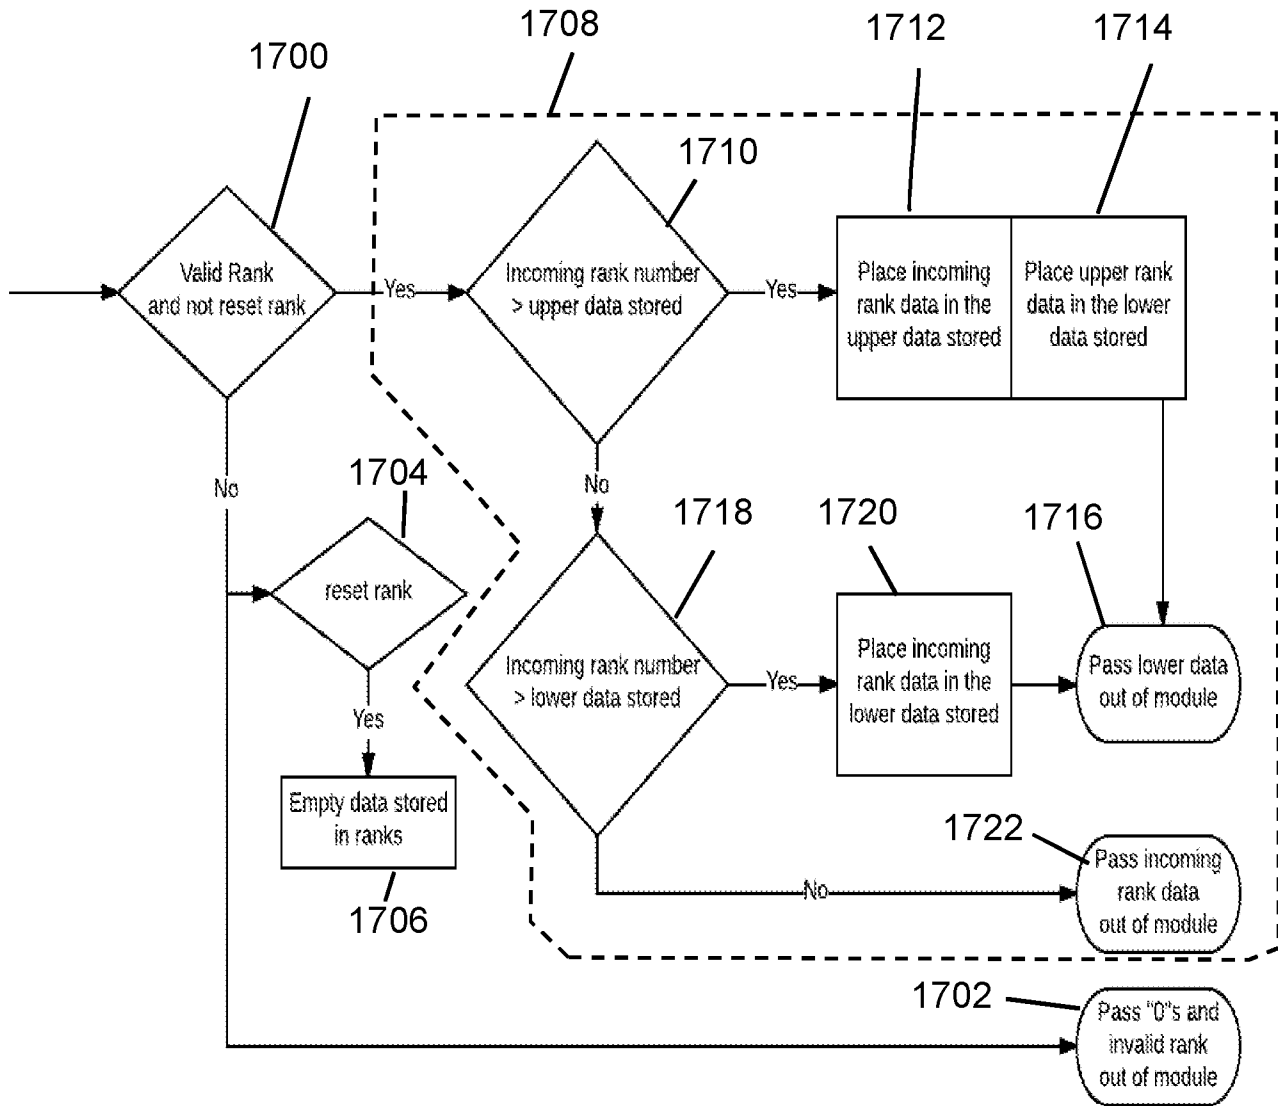 1708
1712
1714
1700
1710
Valid Rank
and not reset rank
Yes
Incoming rank number
> upper data stored
Yes
Place incoming
rank data in the
upper data stored
Place upper rank
data in the lower
data stored
No
1704
No
1718
1720
1716
reset rank
Incoming rank number
> lower data stored
Yes
Place incoming
rank data in the
lower data stored
Pass lower data
out of module
Yes
Empty data stored
in ranks
1706
1722
No
Pass incoming
rank data
out of module
1702
Pass "0"s and
invalid rank
out of module